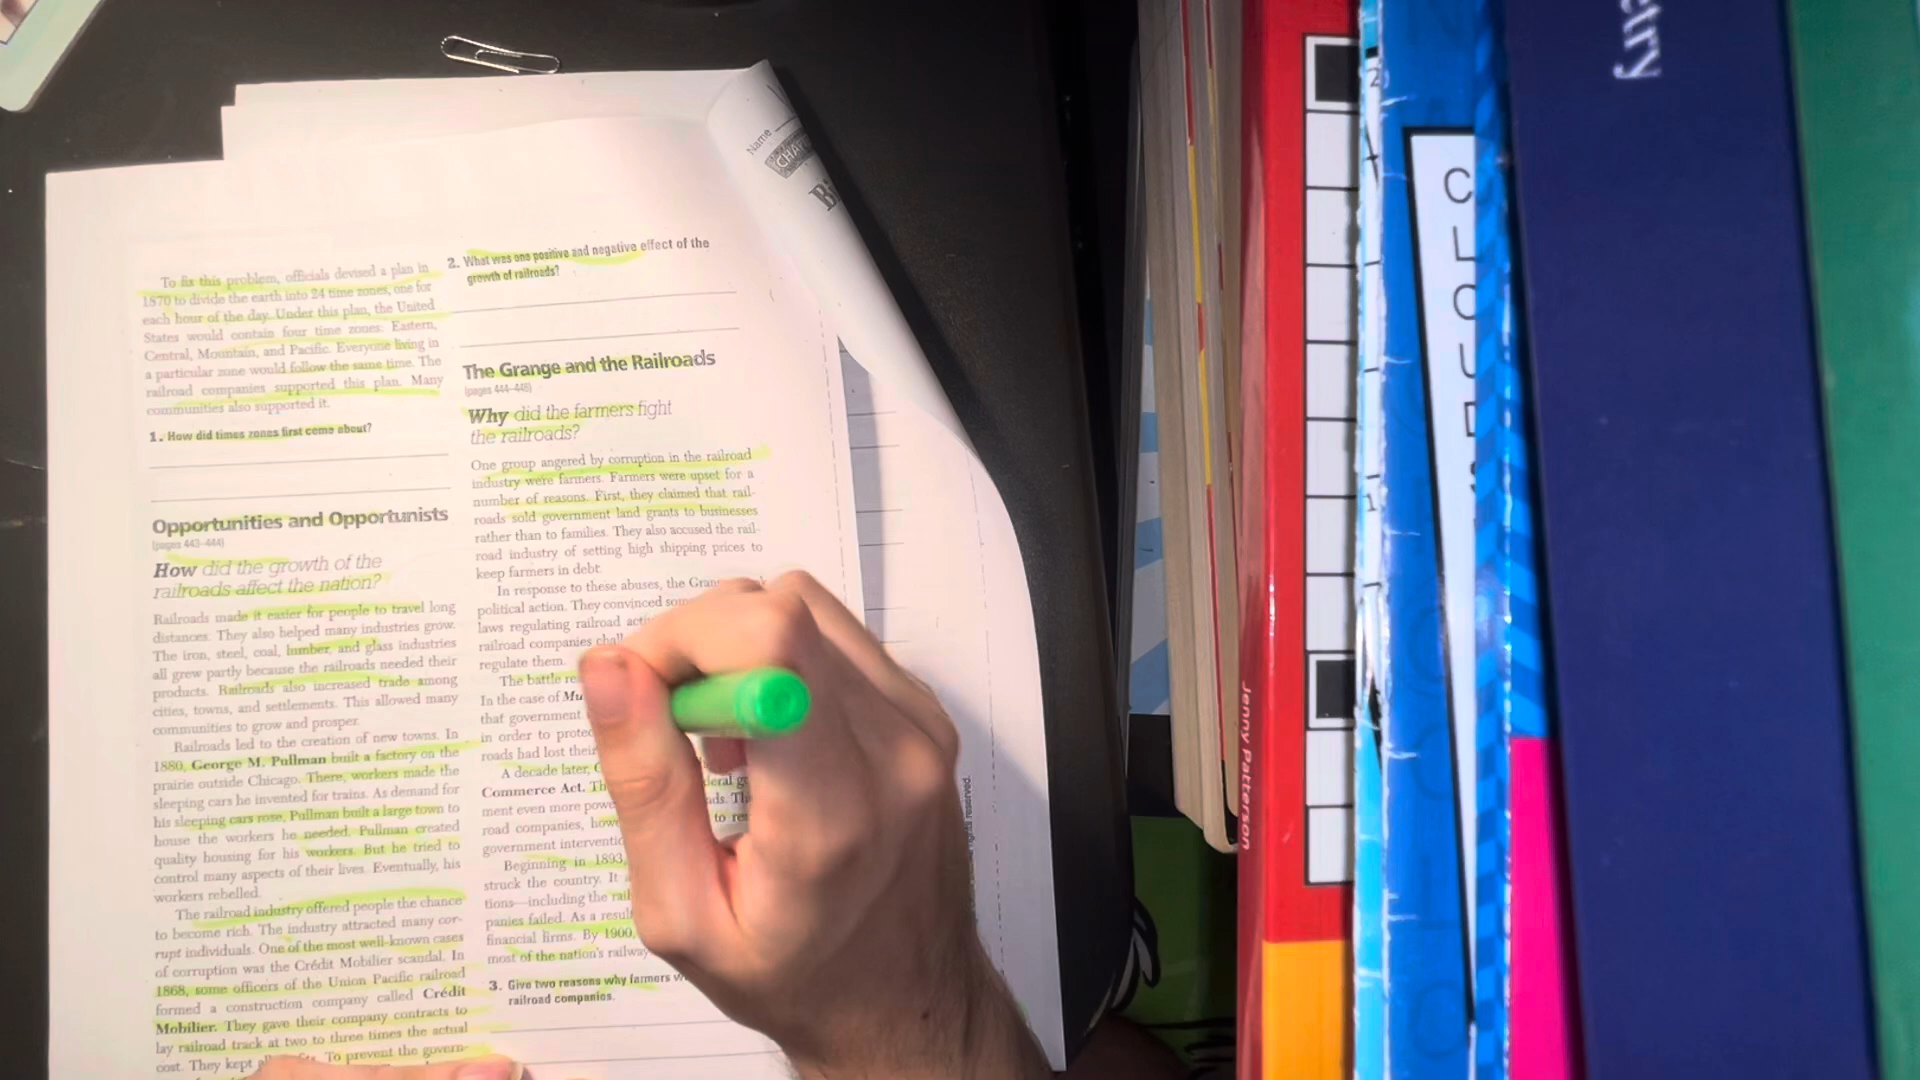 To fix this problem, officials devised a plan in
1870 to divide the earth into 24 time zones, one for
each hour of the day. Under this plan, the United
States would contain four time zones. Eastern,
Central, Mountain, and Pacific. Everyone living in
a particular zone would follow the same time. The
railroad companies supported this plan. Many
communities also supported it.
1. How did times zones first come about?
Opportunities and Opportunists
(pages 443–444)
How did the growth of the
railroads affect the nation?
Railroads made it easier for people to travel long
distances. They also helped many industries grow.
The iron, steel, coal, lumber, and glass industries
all grew partly because the railroads needed their
products. Railroads also increased trade among
cities, towns, and settlements. This allowed many
communities to grow and prosper.
Railroads led to the creation of new towns. In
1880, George M. Pullman built a factory on the
prairie outside Chicago. There, workers made the
sleeping cars he invented for trains. As demand for
his sleeping cars rose, Pullman built a large town to
house the workers he needed. Pullman created
quality housing for his workers. But he tried to
control many aspects of their lives. Eventually, his
workers rebelled.
The railroad industry offered people the chance
to become rich. The industry attracted many cor-
rupt individuals. One of the most well-known cases
of corruption was the Crédit Mobilier scandal. In
1868, some officers of the Union Pacific railroad
formed a construction company called Crédit
Mobilier. They gave their company contracts to
lay railroad track at two to three times the actual
cost. They kept To prevent the govern-
2. What was one positive and negative effect of the
growth of railroads?
The Grange and the Railroads
(pages 444–445)
Why did the farmers fight
the railroads?
One group angered by corruption in the railroad
industry were farmers. Farmers were upset for a
number of reasons. First, they claimed that rail-
roads sold government land grants to businesses
rather than to families. They also accused the rail-
road industry of setting high shipping prices to
keep farmers in debt.
In response to these abuses, the
political action. They convinced
laws regulating railroad
railroad companies
regulate them.
The battle
In the case of
that government
in order to
roads had lost their
A decade later,
Commerce Act.
ment even more
road companies, to
government
Beginning in 1893,
struck the country. It
tions—including the
panies failed. As a
financial firms. By 1900,
most of the nation's railway
3. Give two reasons why farmers
railroad companies.
Name
rights reserved.
Jenny Patterson
etry